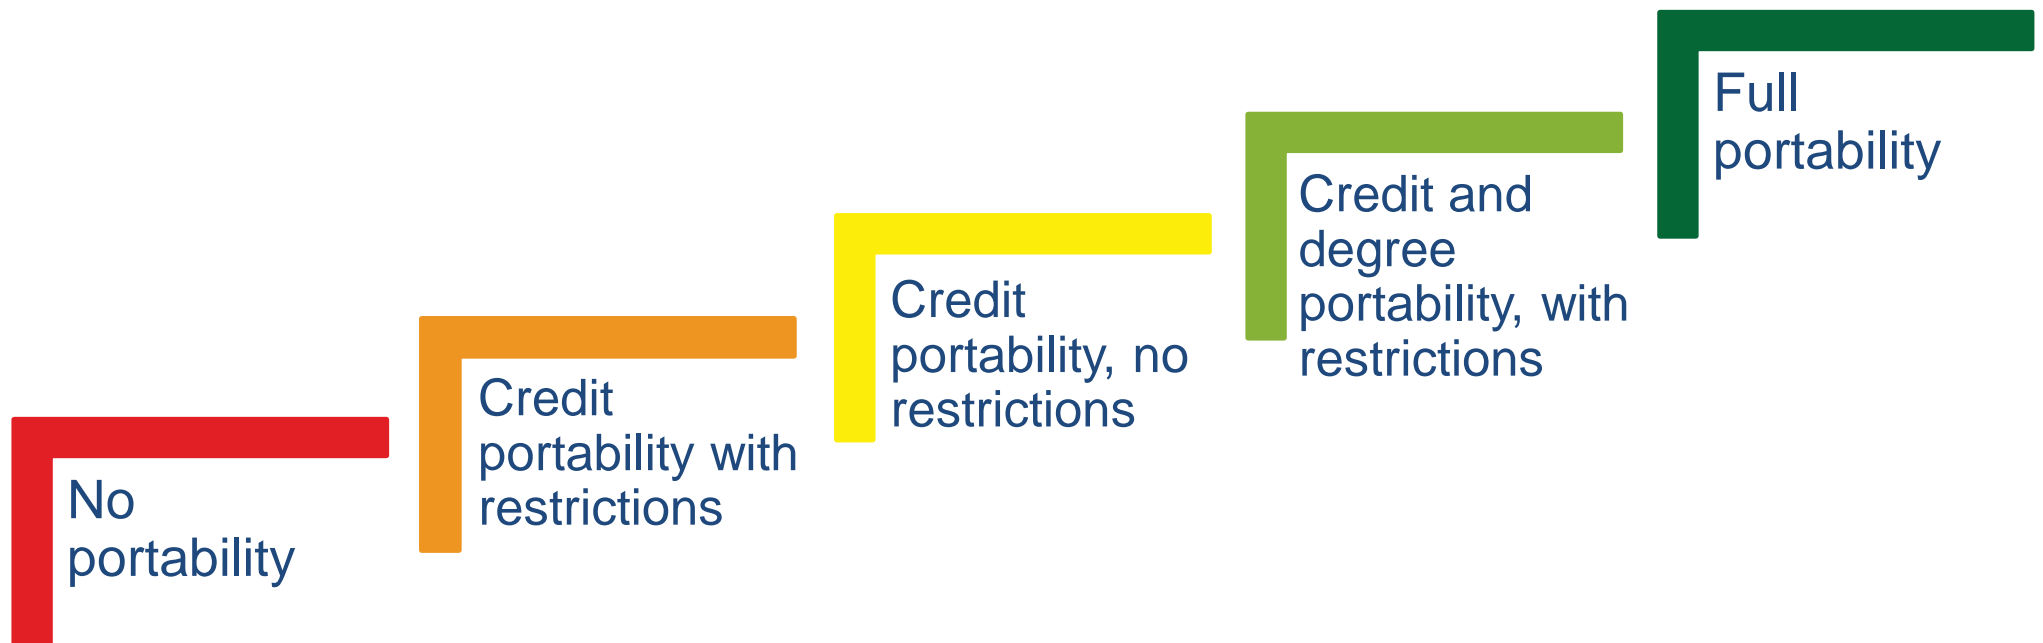 No
portability
Credit
portability with
restrictions
Credit
portability, no
restrictions
Credit and
degree
portability, with
restrictions
Full
portability